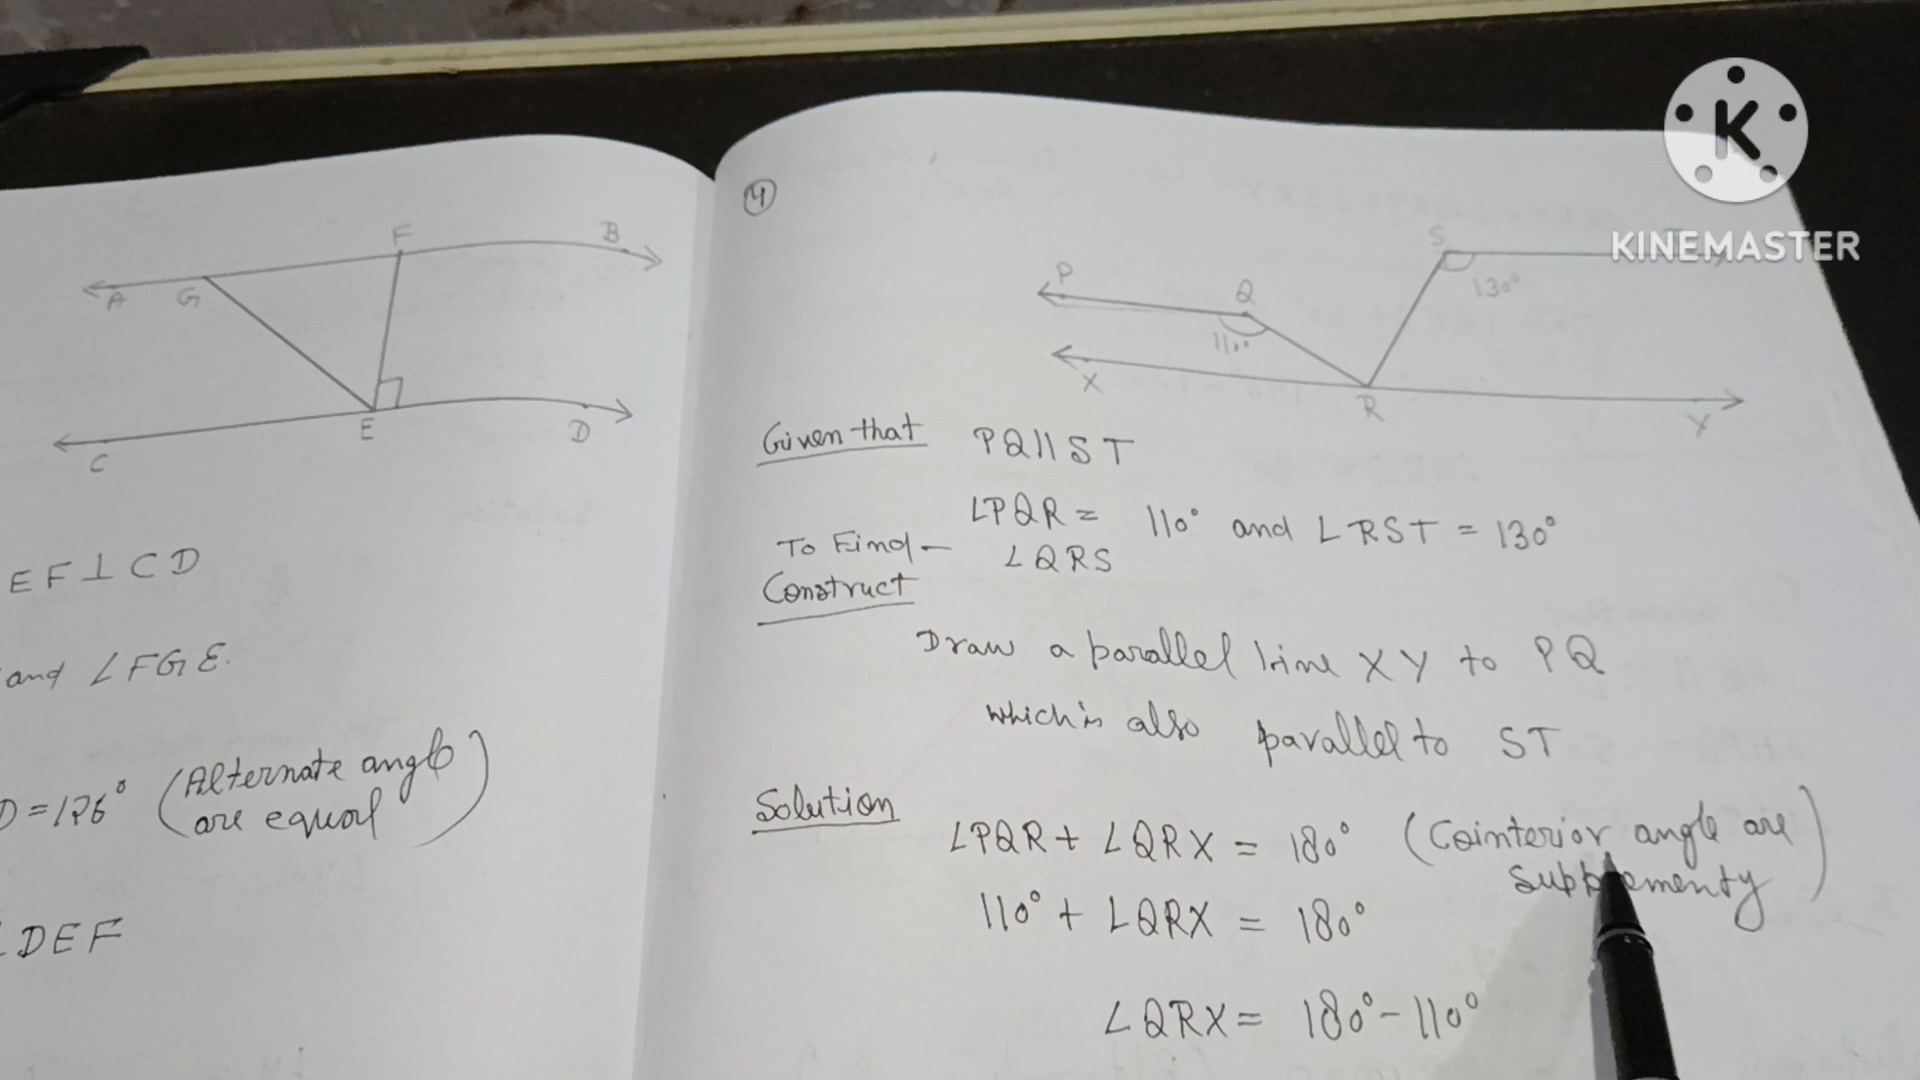 KINEMASTER
F
B
A
G
E
D
C
EF⊥CD
and ∠FGE.
D=126° (Alternate angle
are equal)
DEF
4
S
P
Q
130°
110°
X
R
Y
Given that PQ||ST
∠PQR = 110° and ∠RST = 130°
To Find - ∠QRS
Construct
Draw a parallel line XY to PQ
which is also parallel to ST
Solution
∠PQR + ∠QRX = 180° (Cointerior angle are
110° + ∠QRX = 180°
∠QRX = 180° - 110°